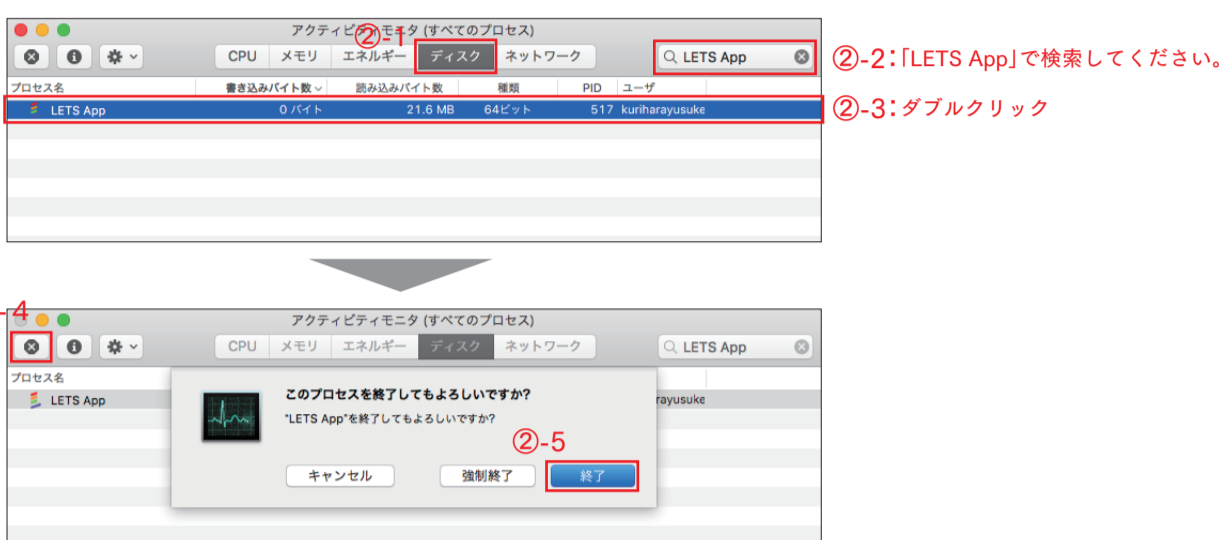 アクティビティモニタ (すべてのプロセス)
②-1
CPU メモリ エネルギー ディスク ネットワーク LETS App
②-2:「LETS App」で検索してください。
プロセス名 書き込みバイト数 読み込みバイト数 種類 PID ユーザ
LETS App 0 バイト 21.6 MB 64ビット 517 kuriharayusuke
②-3:ダブルクリック
-4
アクティビティモニタ (すべてのプロセス)
CPU メモリ エネルギー ディスク ネットワーク LETS App
プロセス名
LETS App rayusuke
このプロセスを終了してもよろしいですか?
"LETS App"を終了してもよろしいですか?
②-5
キャンセル 強制終了 終了